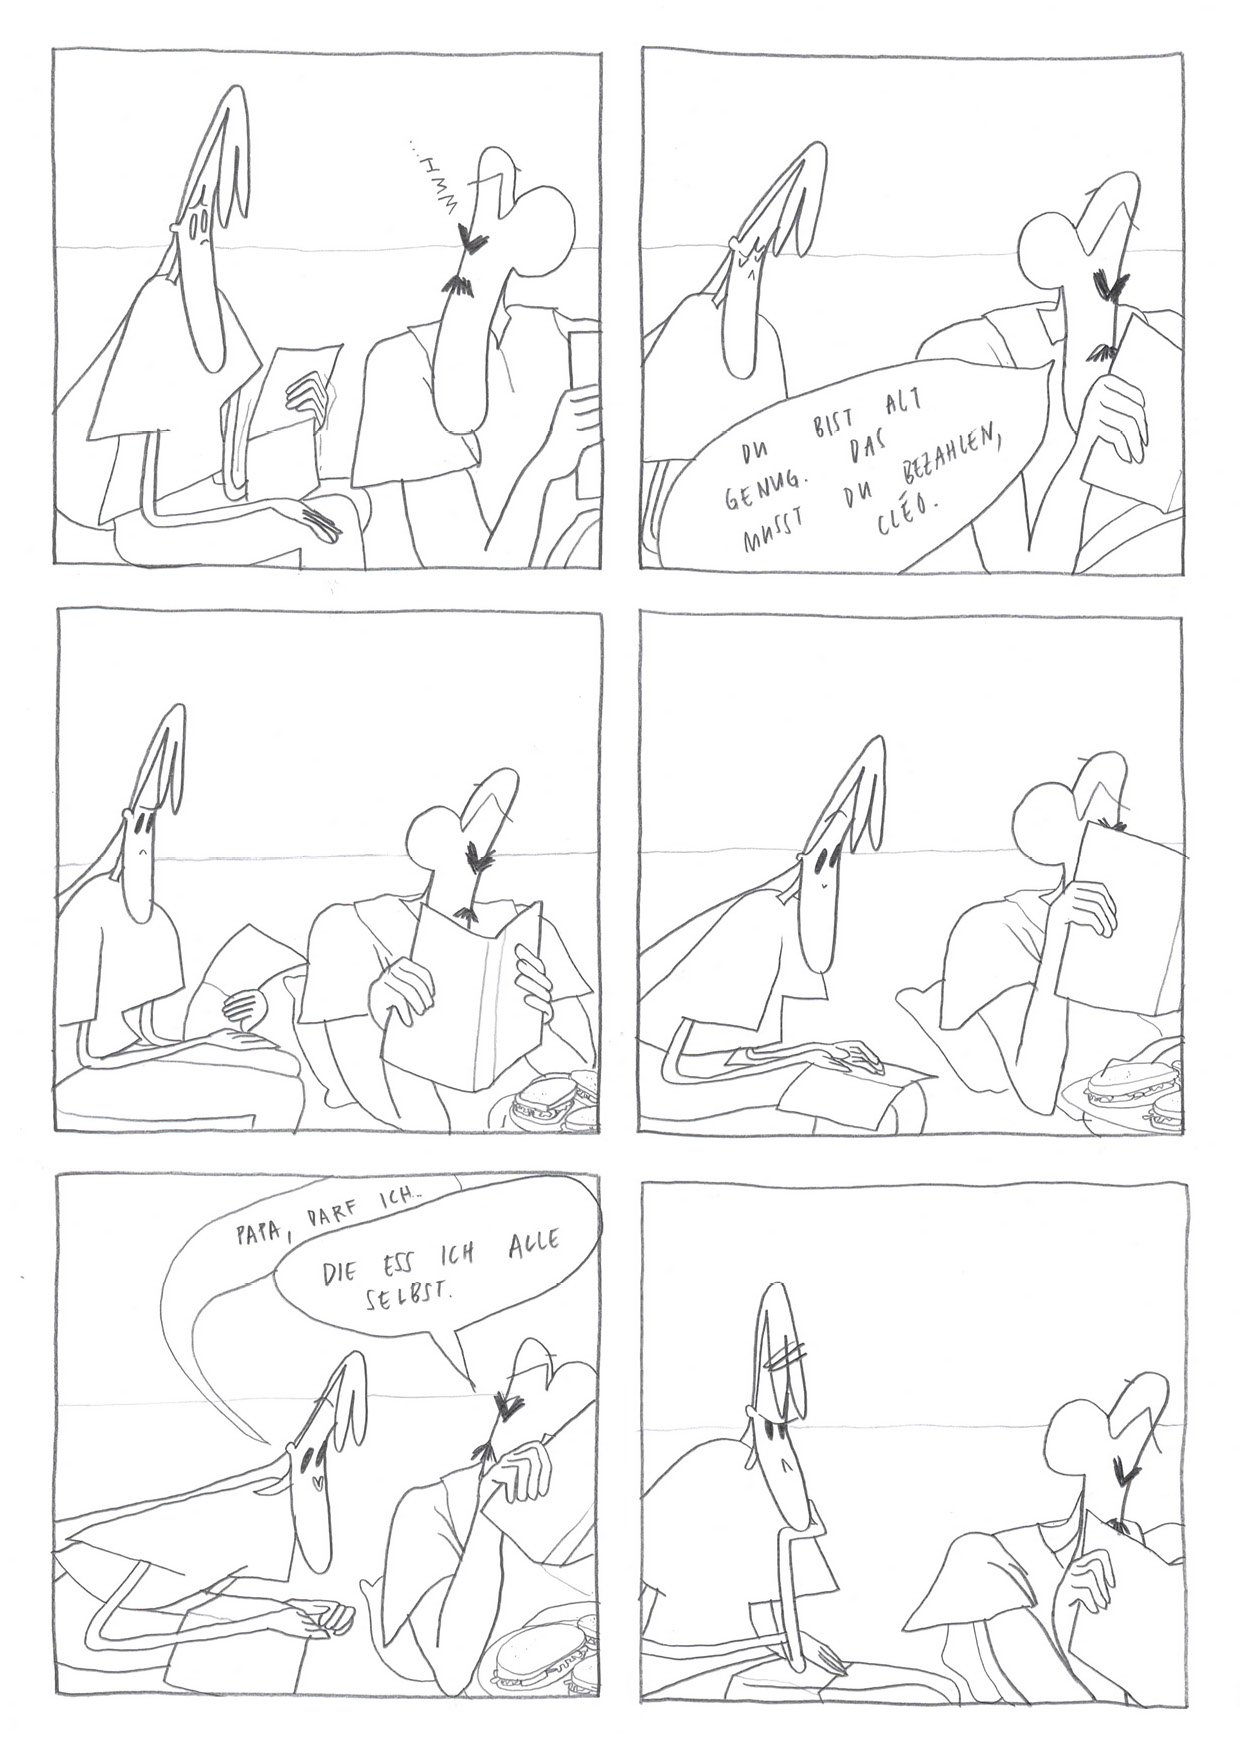 HMM...
DU BIST ALT
GENUG. DAS
MUSST DU BEZAHLEN,
CLÉO.
PAPA, DARF ICH..
DIE ESS ICH ALLE
SELBST.